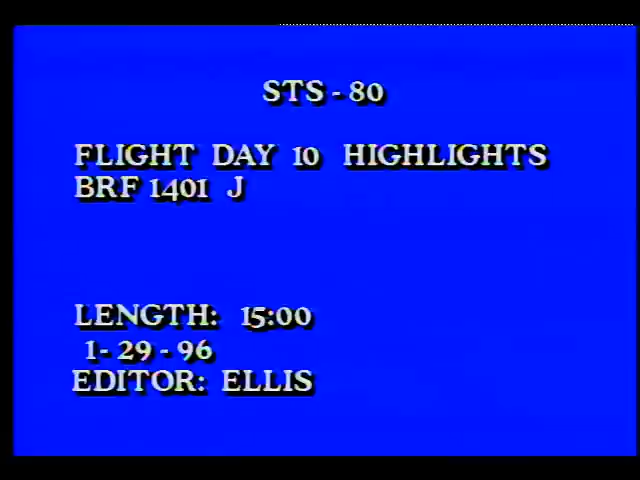 STS - 80
FLIGHT DAY 10 HIGHLIGHTS
BRF 1401 J
LENGTH: 15:00
1- 29 - 96
EDITOR: ELLIS